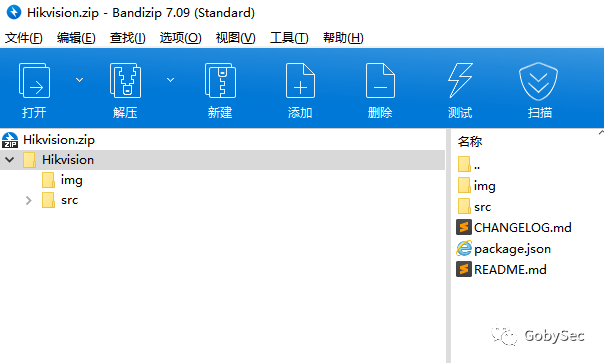 Hikvision.zip - Bandizip 7.09 (Standard)
文件(F) 编辑(E) 查找(I) 选项(O) 视图(V) 工具(T) 帮助(H)
打开 解压 新建 添加 删除 测试 扫描
ZIP Hikvision.zip
Hikvision
img
src
名称
..
img
src
CHANGELOG.md
package.json
README.md
GobySec